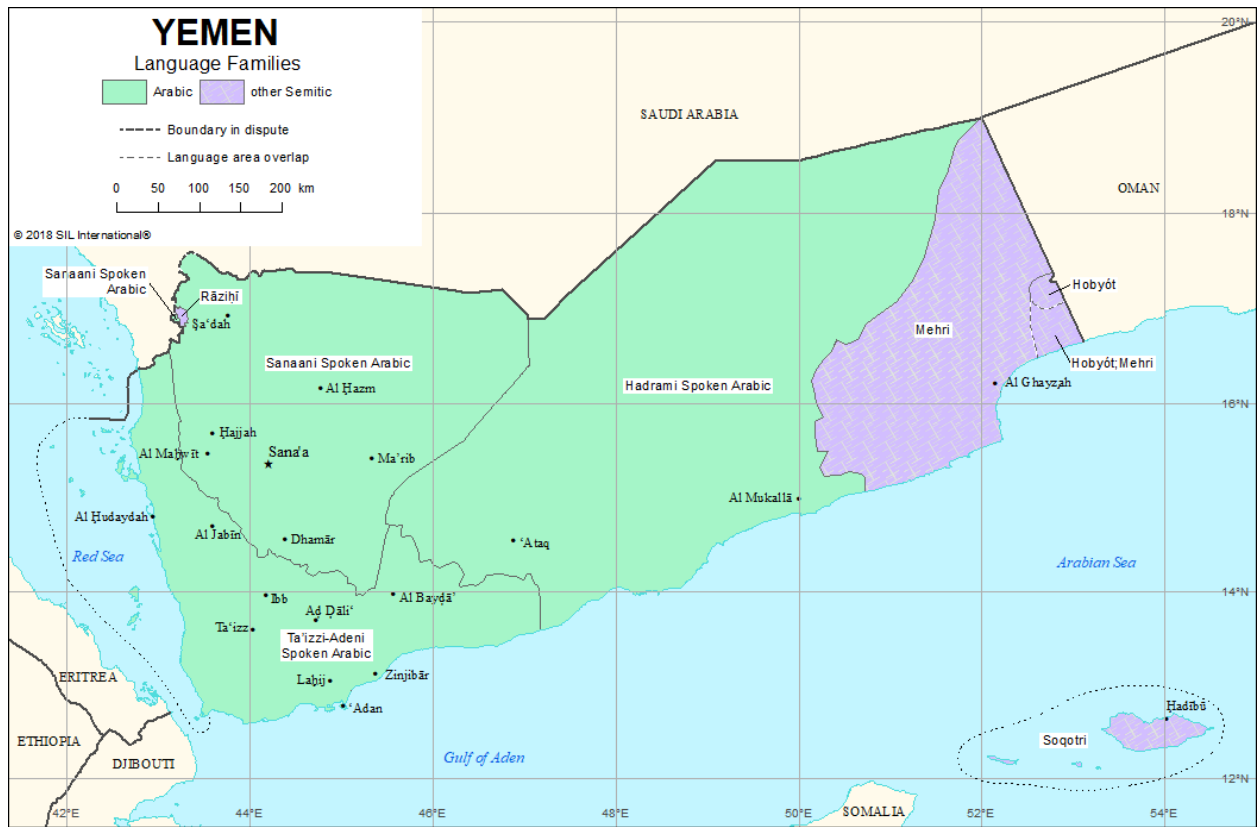 YEMEN
Language Families
Arabic
other Semitic
Boundary in dispute
Language area overlap
0 50 100 150 200 km
© 2018 SIL International®
20°N
SAUDI ARABIA
OMAN
18°N
Sanaani Spoken
Arabic
Rāziḥī
Ṣa‘dah
Hobyót
Mehri
Sanaani Spoken Arabic
Hadrami Spoken Arabic
Hobyót;Mehri
Al Ḥazm
Al Ghayz̧ah
16°N
Ḥajjah
Al Maḩwīt
Sana'a
Ma’rib
Al Mukallā
Al Ḥudaydah
Al Jabīn
Dhamār
‘Ataq
Red Sea
Arabian Sea
14°N
Ibb
Al Bayḍā’
Aḍ Ḍāli‘
Ta‘izz
Ta'izzi-Adeni
Spoken Arabic
Laḩij
Zinjibār
ERITREA
‘Adan
Ḥadībū
ETHIOPIA
Soqotri
DJIBOUTI
Gulf of Aden
12°N
SOMALIA
42°E 44°E 46°E 48°E 50°E 52°E 54°E